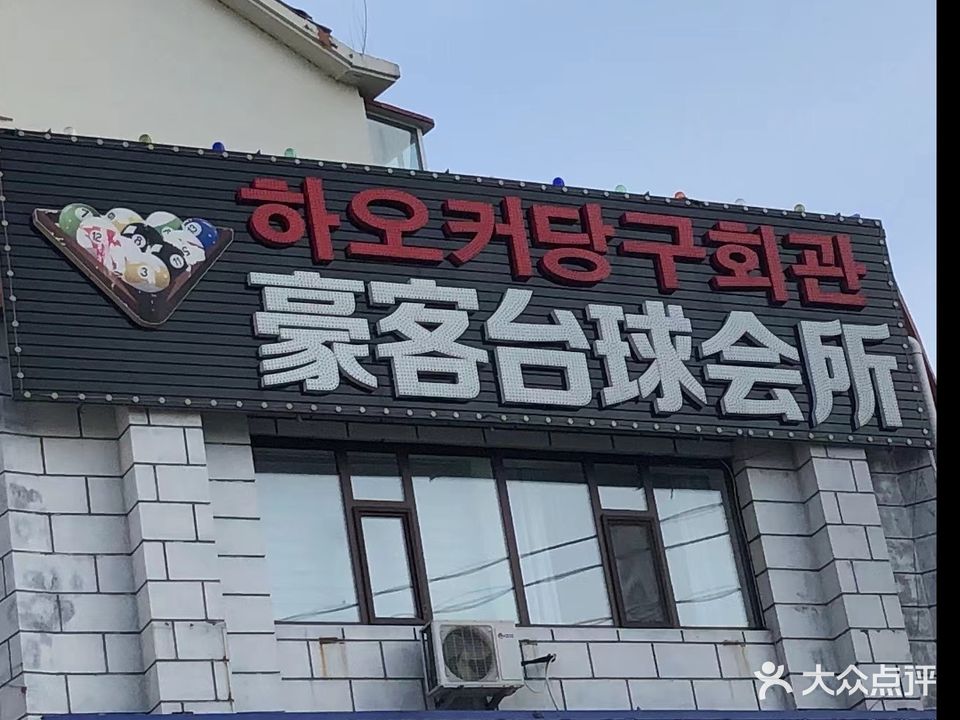 하오커당구회관
豪客台球会所
大众点评